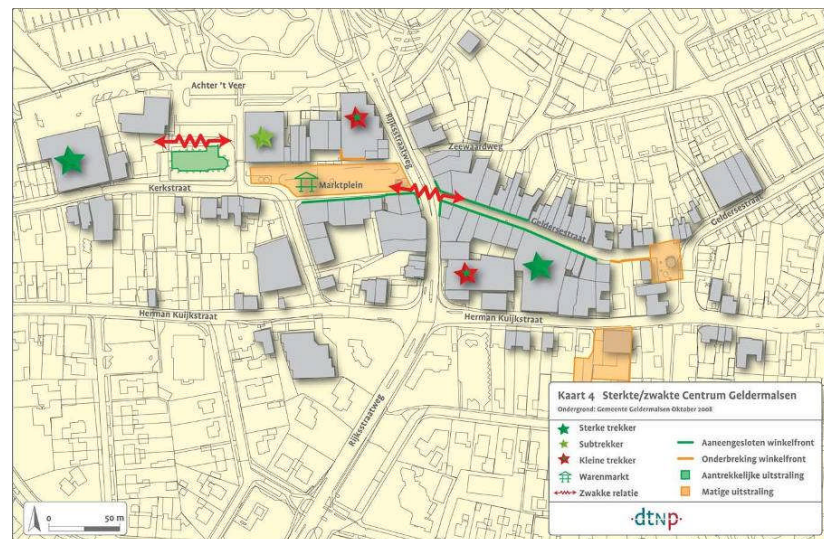 Achter 't Veer
Rijksstraatweg
Zeewaardweg
Marktplein
Kerkstraat
Geldersestraat
Geldersestraat
Herman Kuijkstraat
Herman Kuijkstraat
Rijksstraatweg
Kaart 4 Sterkte/zwakte Centrum Geldermalsen
Ondergrond: Gemeente Geldermalsen Oktober 2008
Sterke trekker
Subtrekker
Kleine trekker
Warenmarkt
Zwakke relatie
Aaneengesloten winkelfront
Onderbreking winkelfront
Aantrekkelijke uitstraling
Matige uitstraling
0 50 m
dtnp